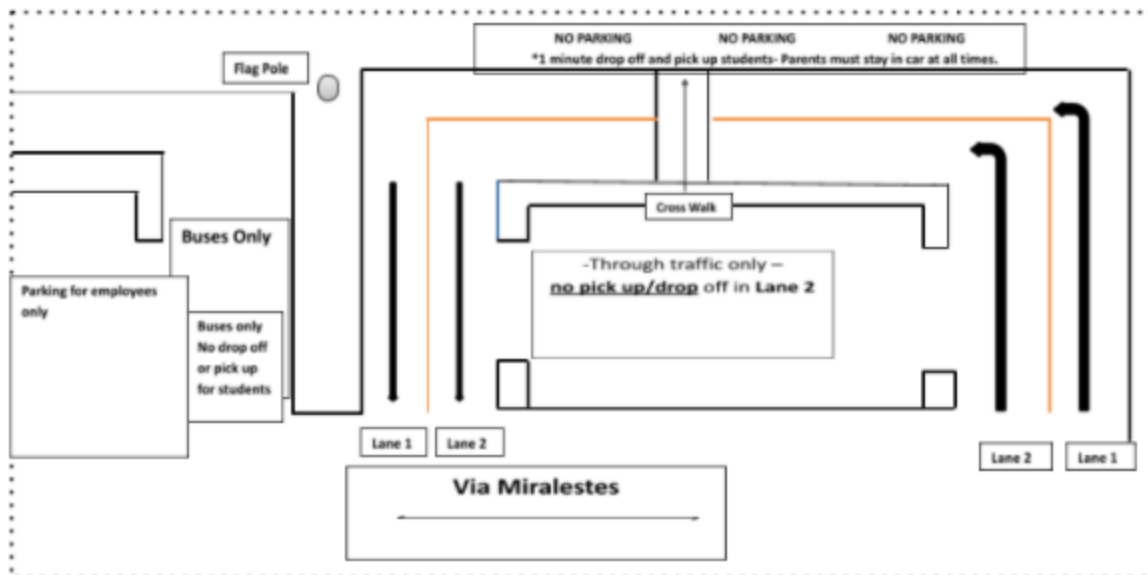 NO PARKING NO PARKING NO PARKING
*1 minute drop off and pick up students- Parents must stay in car at all times.
Flag Pole
Cross Walk
Buses Only
-Through traffic only –
no pick up/drop off in Lane 2
Parking for employees
only
Buses only
No drop off
or pick up
for students
Lane 1
Lane 2
Lane 2
Lane 1
Via Miralestes